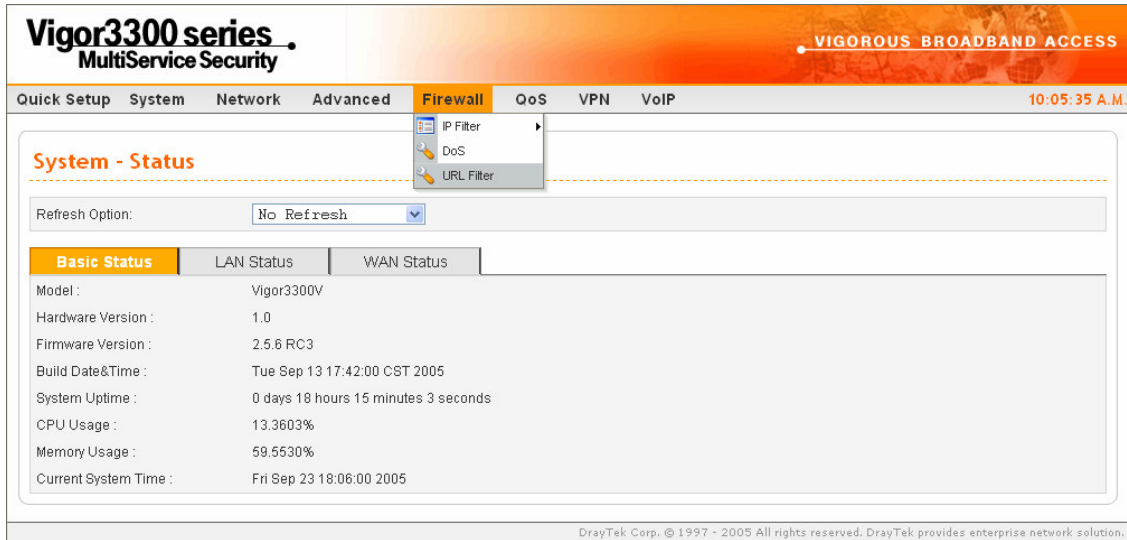 Vigor3300 series
MultiService Security
VIGOROUS BROADBAND ACCESS
Quick Setup System Network Advanced Firewall QoS VPN VoIP 10:05:35 A.M.
IP Filter
DoS
URL Filter
System - Status
Refresh Option: No Refresh
Basic Status LAN Status WAN Status
Model : Vigor3300V
Hardware Version : 1.0
Firmware Version : 2.5.6 RC3
Build Date&Time : Tue Sep 13 17:42:00 CST 2005
System Uptime : 0 days 18 hours 15 minutes 3 seconds
CPU Usage : 13.3603%
Memory Usage : 59.5530%
Current System Time : Fri Sep 23 18:06:00 2005
DrayTek Corp. © 1997 - 2005 All rights reserved. DrayTek provides enterprise network solution.